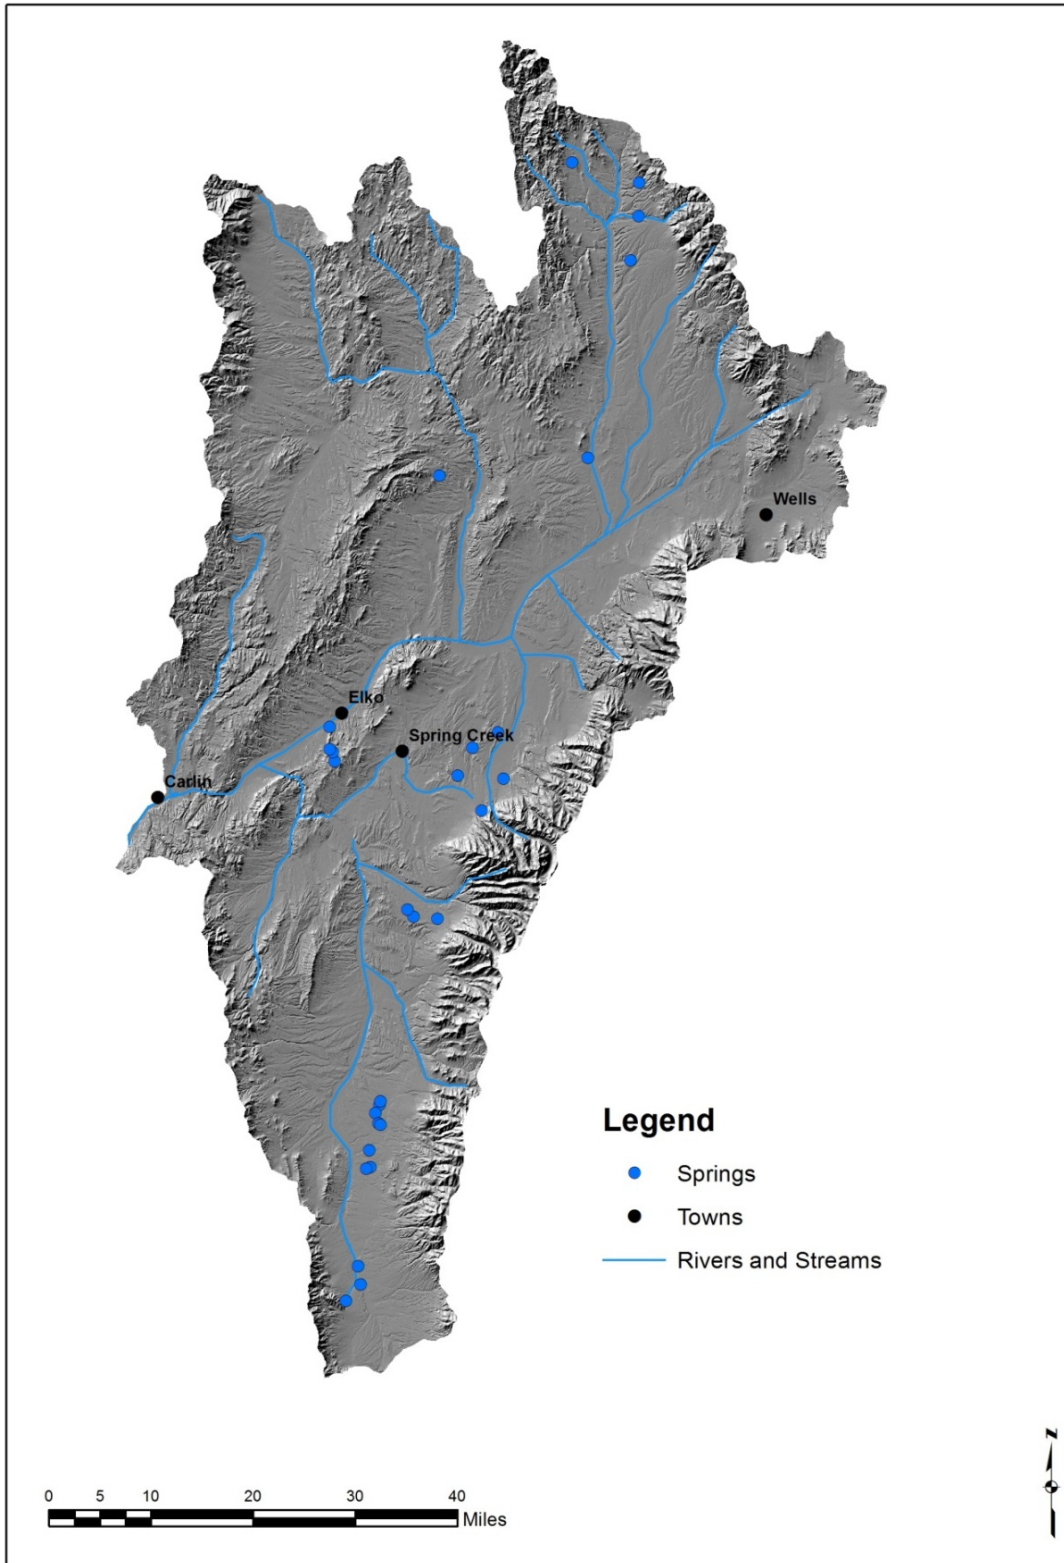 Wells
Elko
Spring Creek
Carlin
Legend
Springs
Towns
Rivers and Streams
0 5 10 20 30 40
Miles
N